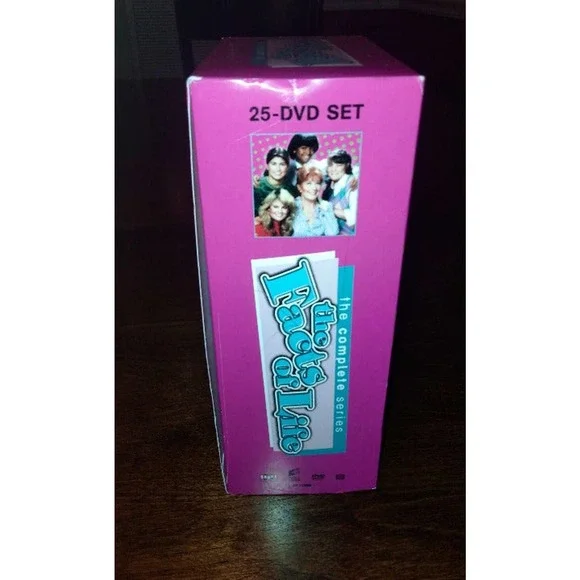 25-DVD SET
the
Facts
of Life
the complete series